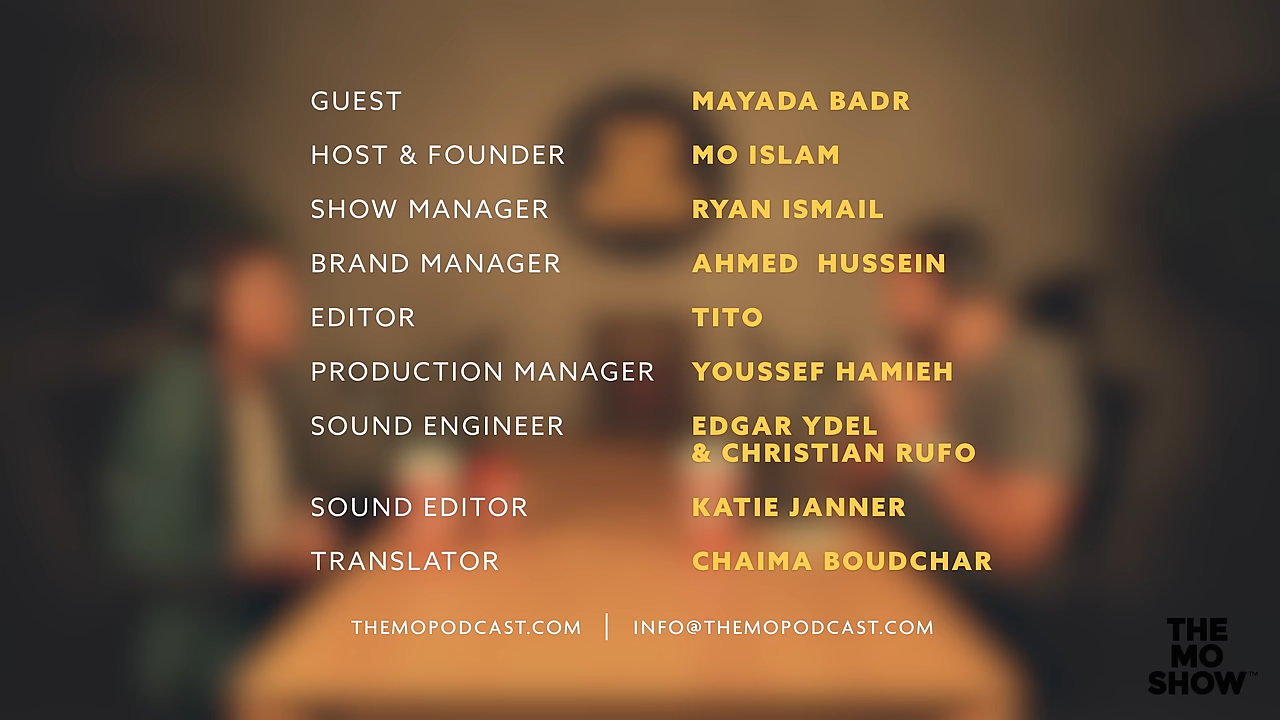 GUEST MAYADA BADR
HOST & FOUNDER MO ISLAM
SHOW MANAGER RYAN ISMAIL
BRAND MANAGER AHMED HUSSEIN
EDITOR TITO
PRODUCTION MANAGER YOUSSEF HAMIEH
SOUND ENGINEER EDGAR YDEL
& CHRISTIAN RUFO
SOUND EDITOR KATIE JANNER
TRANSLATOR CHAIMA BOUDCHAR
THEMOPODCAST.COM | INFO@THEMOPODCAST.COM
THE
MO
SHOW™